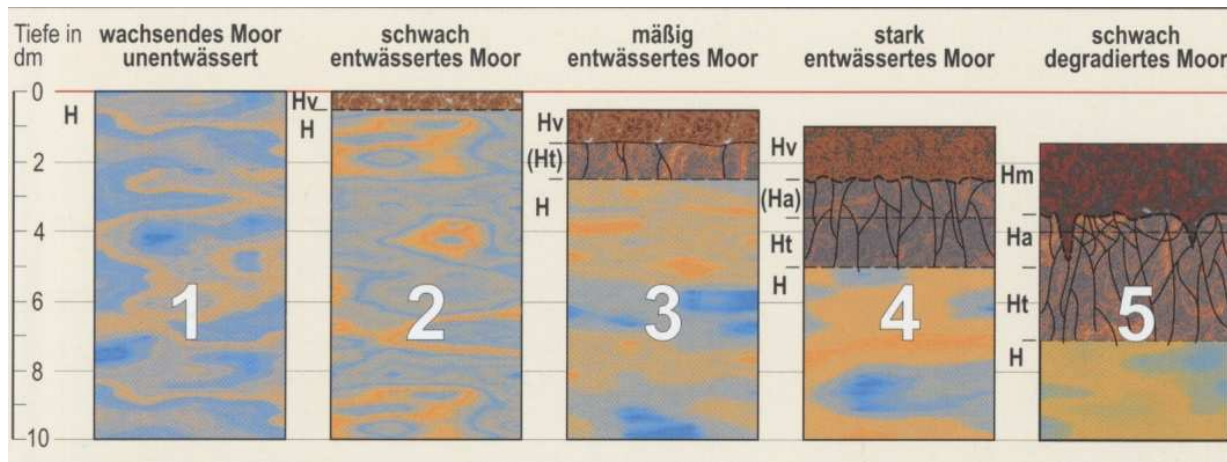 Tiefe in
dm
wachsendes Moor
unentwässert
schwach
entwässertes Moor
mäßig
entwässertes Moor
stark
entwässertes Moor
schwach
degradiertes Moor
0
2
4
6
8
10
H
1
Hv
H
2
Hv
(Ht)
H
3
Hv
(Ha)
Ht
H
4
Hm
Ha
Ht
H
5